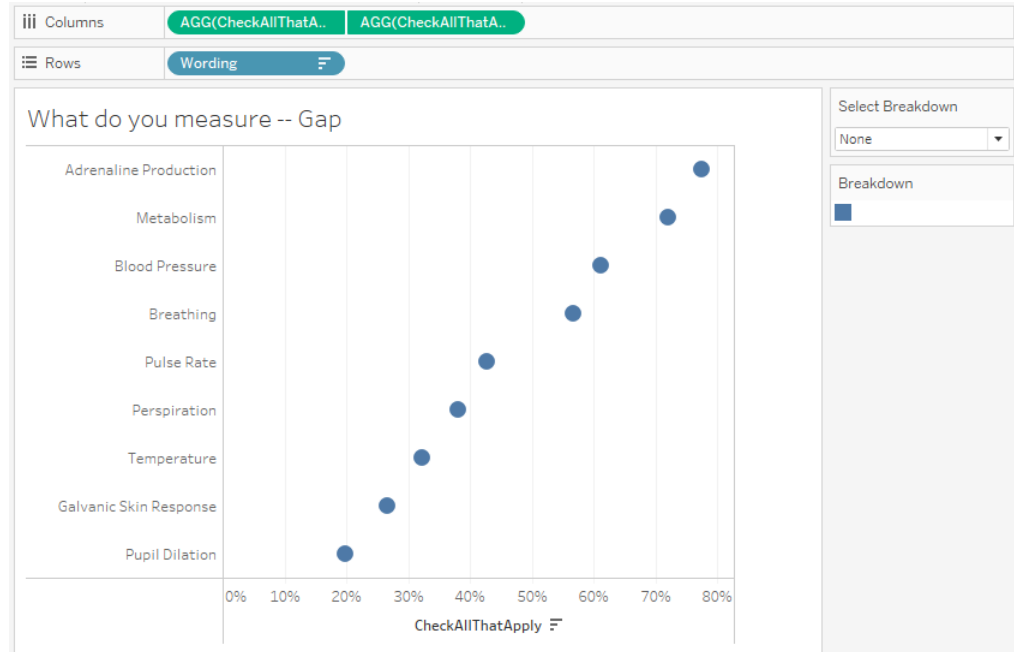 Columns AGG(CheckAllThatA.. AGG(CheckAllThatA..
Rows Wording
What do you measure -- Gap
Adrenaline Production
Metabolism
Blood Pressure
Breathing
Pulse Rate
Perspiration
Temperature
Galvanic Skin Response
Pupil Dilation
0% 10% 20% 30% 40% 50% 60% 70% 80%
CheckAllThatApply
Select Breakdown
None
Breakdown